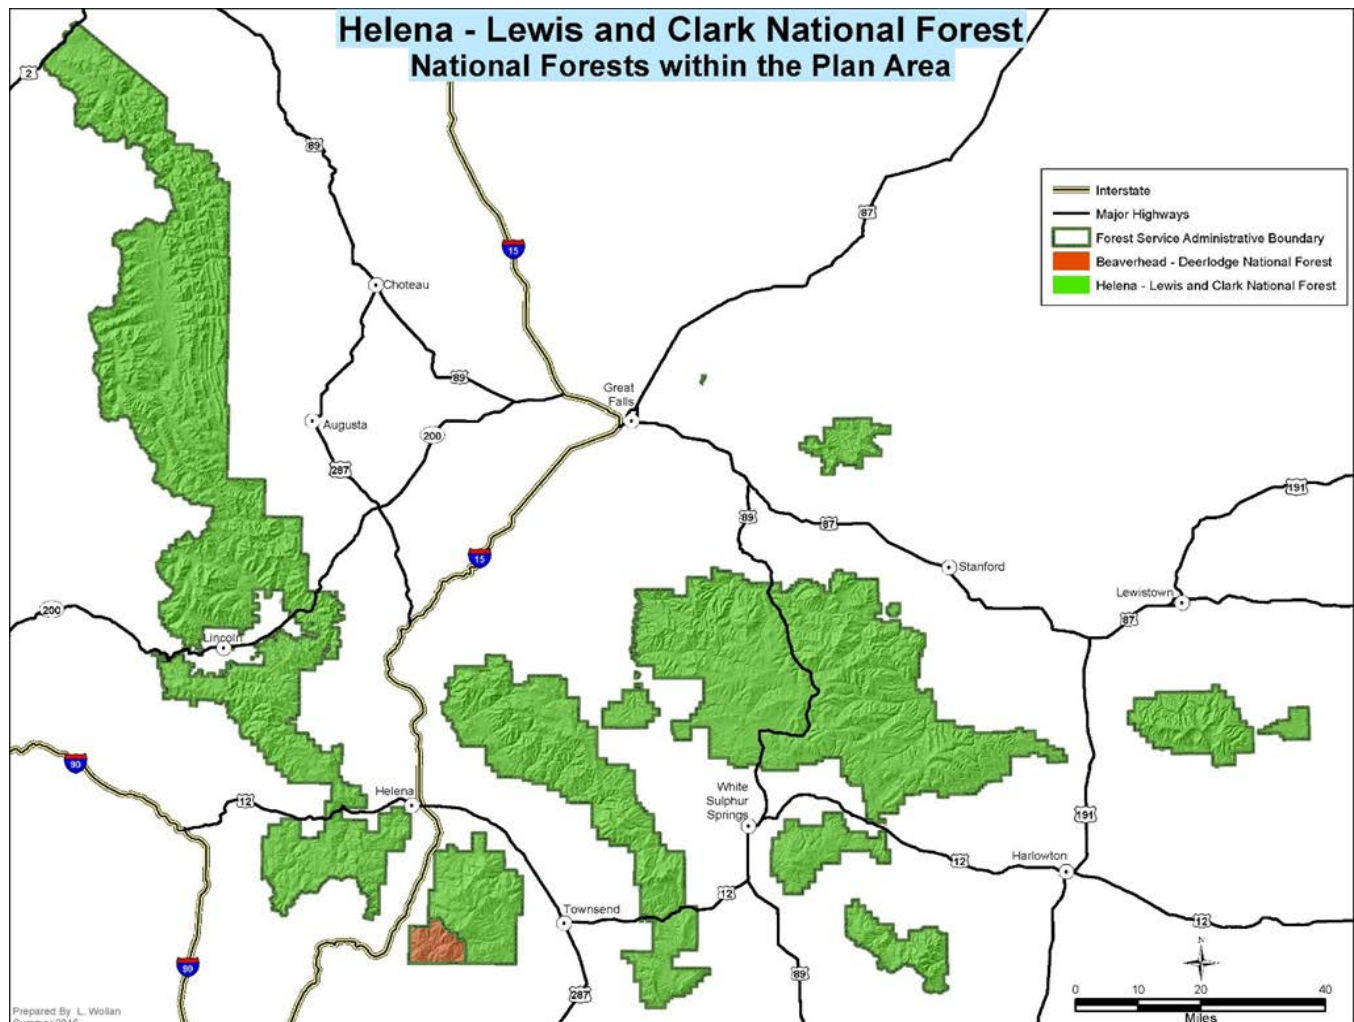 Helena - Lewis and Clark National Forest
National Forests within the Plan Area
2
89
15
87
Interstate
Major Highways
Forest Service Administrative Boundary
Beaverhead - Deerlodge National Forest
Helena - Lewis and Clark National Forest
Choteau
89
Great
Falls
Augusta
200
287
89
87
191
15
Stanford
Lewistown
200
87
Lincoln
90
Helena
12
White
Sulphur
Springs
191
Harlowton
12
12
Townsend
12
90
89
287
N
0 10 20 40
Miles
Prepared By L. Wollan